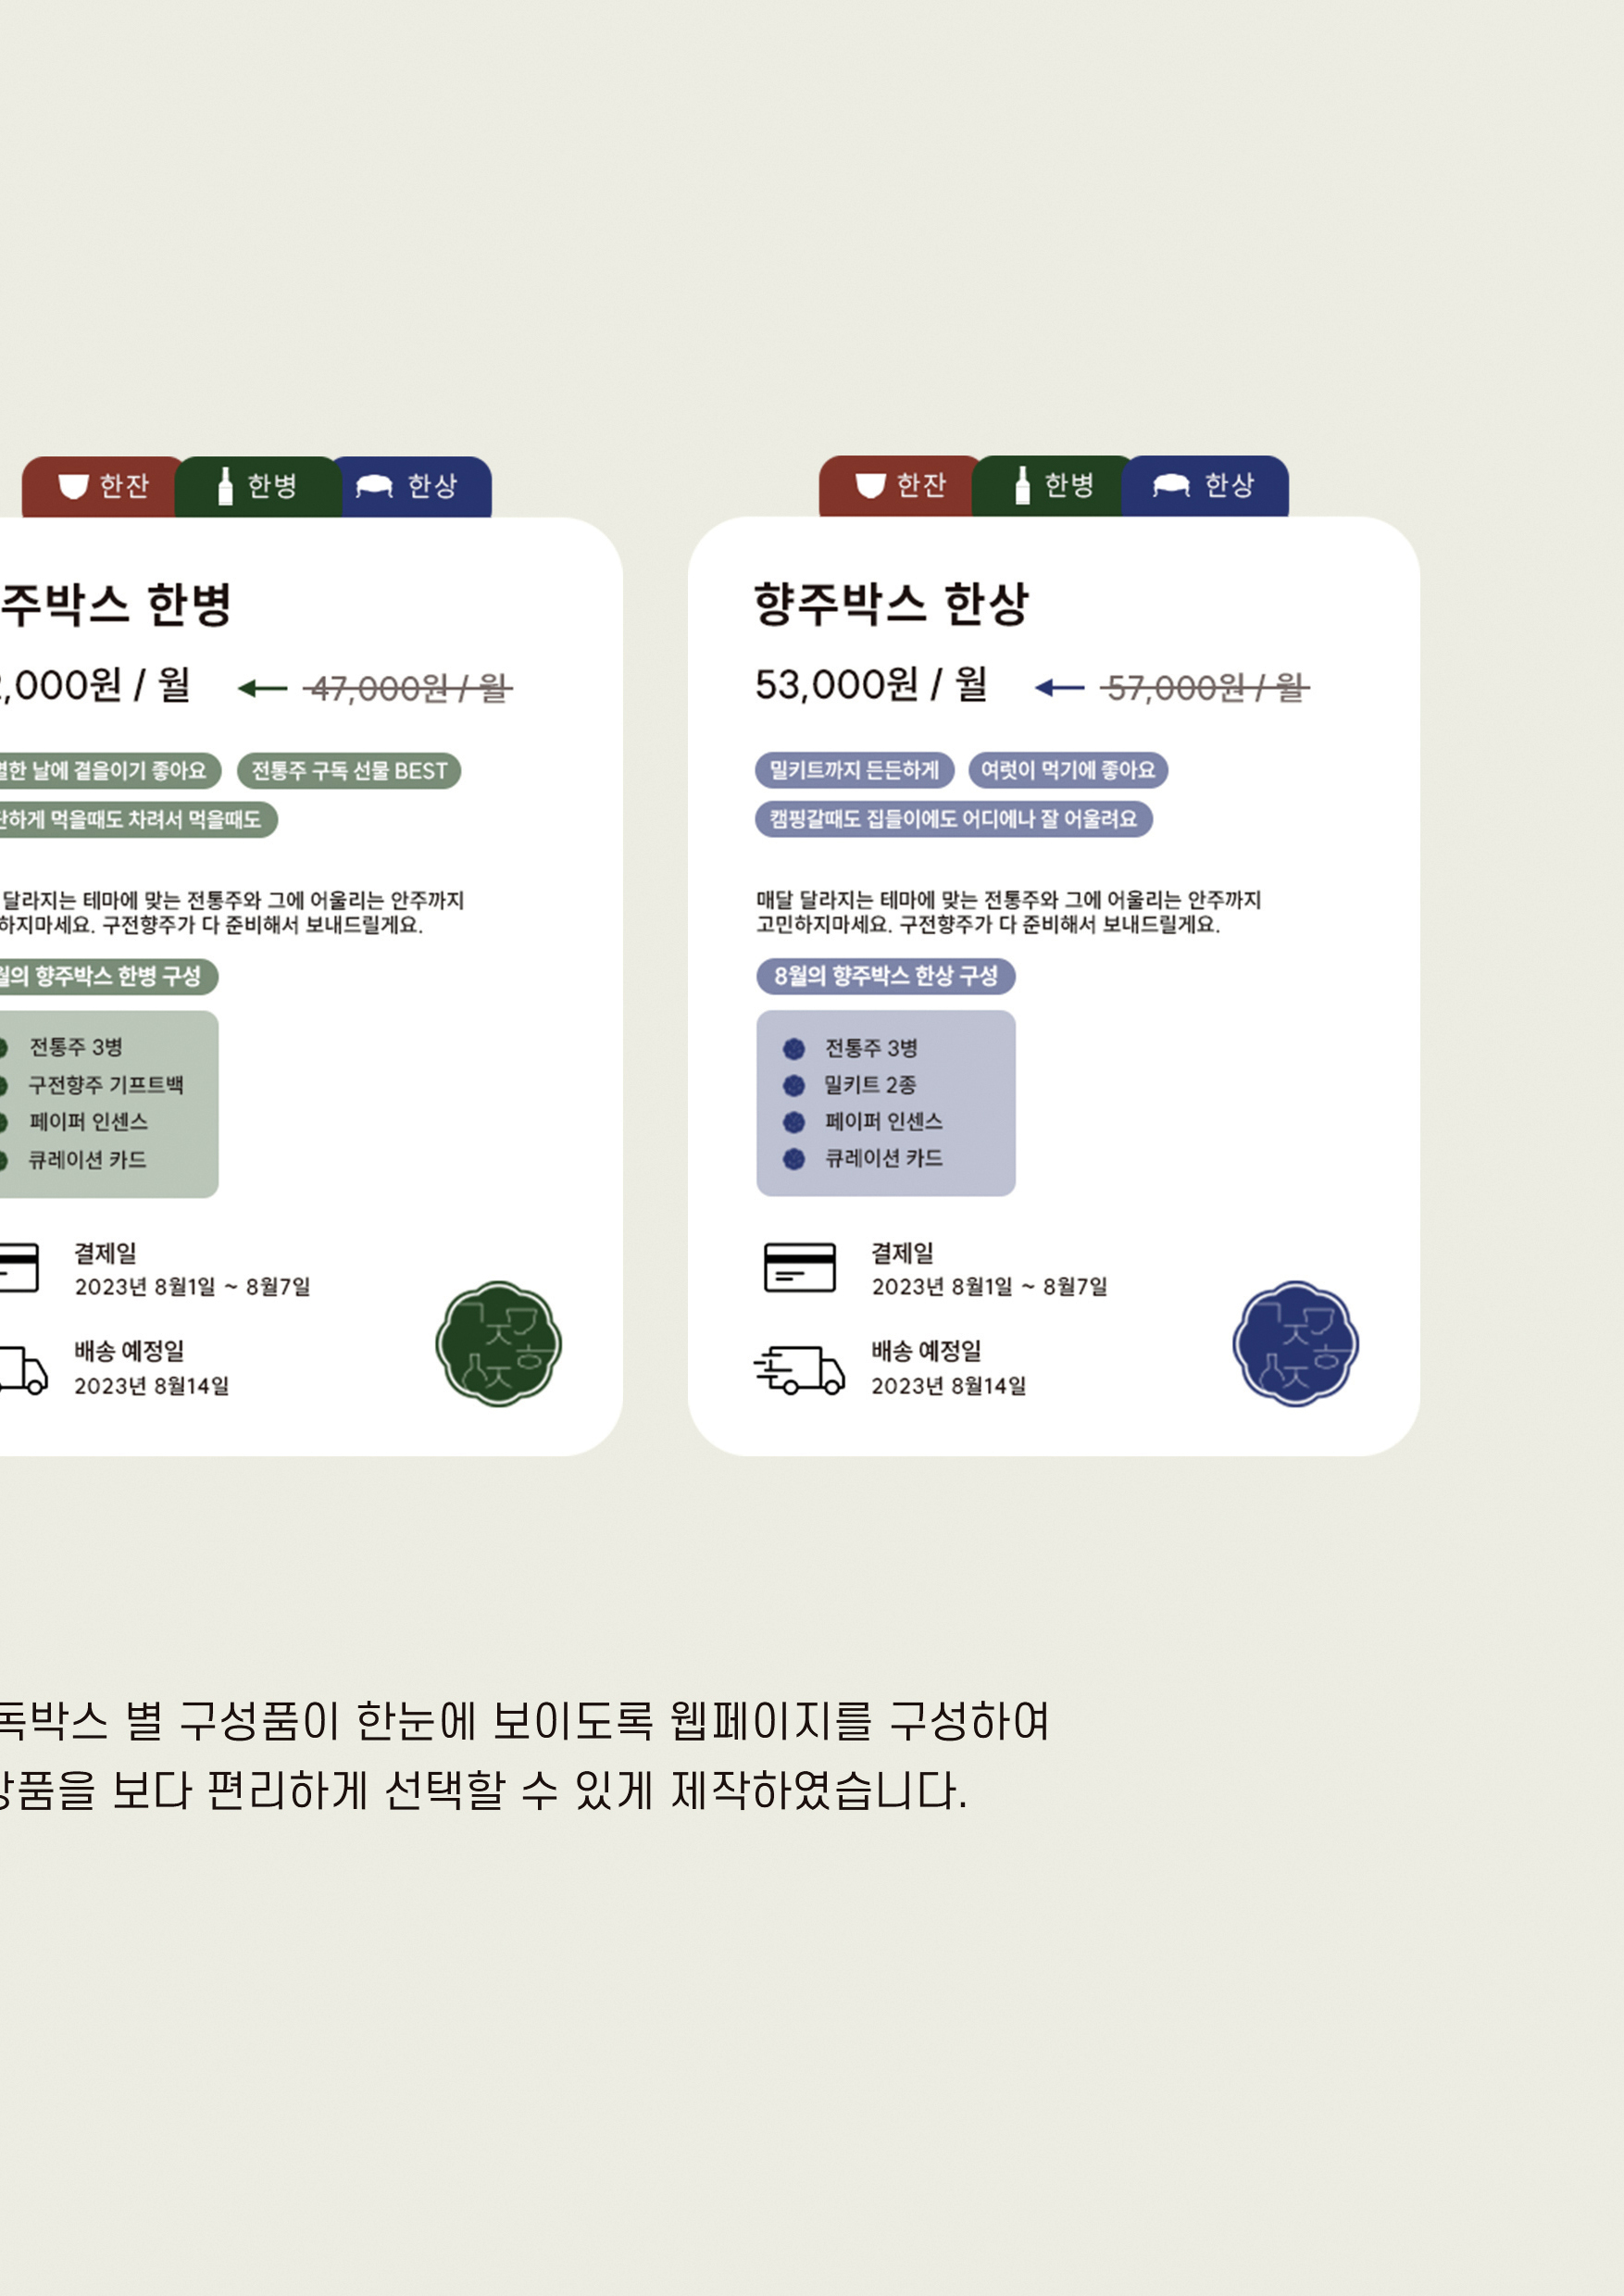 한잔 한병 한상
주박스 한병
,000원 / 월 47,000원 / 월
한 날에 곁을이기 좋아요 전통주 구독 선물 BEST
하게 먹을때도 차려서 먹을때도
달라지는 테마에 맞는 전통주와 그에 어울리는 안주까지
하지마세요. 구전향주가 다 준비해서 보내드릴게요.
월의 향주박스 한병 구성
전통주 3병
구전향주 기프트백
페이퍼 인센스
큐레이션 카드
결제일
2023년 8월1일 ~ 8월7일
배송 예정일
2023년 8월14일
한잔 한병 한상
향주박스 한상
53,000원 / 월 57,000원 / 월
밀키트까지 든든하게 여럿이 먹기에 좋아요
캠핑갈때도 집들이에도 어디에나 잘 어울려요
매달 달라지는 테마에 맞는 전통주와 그에 어울리는 안주까지
고민하지마세요. 구전향주가 다 준비해서 보내드릴게요.
8월의 향주박스 한상 구성
전통주 3병
밀키트 2종
페이퍼 인센스
큐레이션 카드
결제일
2023년 8월1일 ~ 8월7일
배송 예정일
2023년 8월14일
독박스 별 구성품이 한눈에 보이도록 웹페이지를 구성하여
품을 보다 편리하게 선택할 수 있게 제작하였습니다.